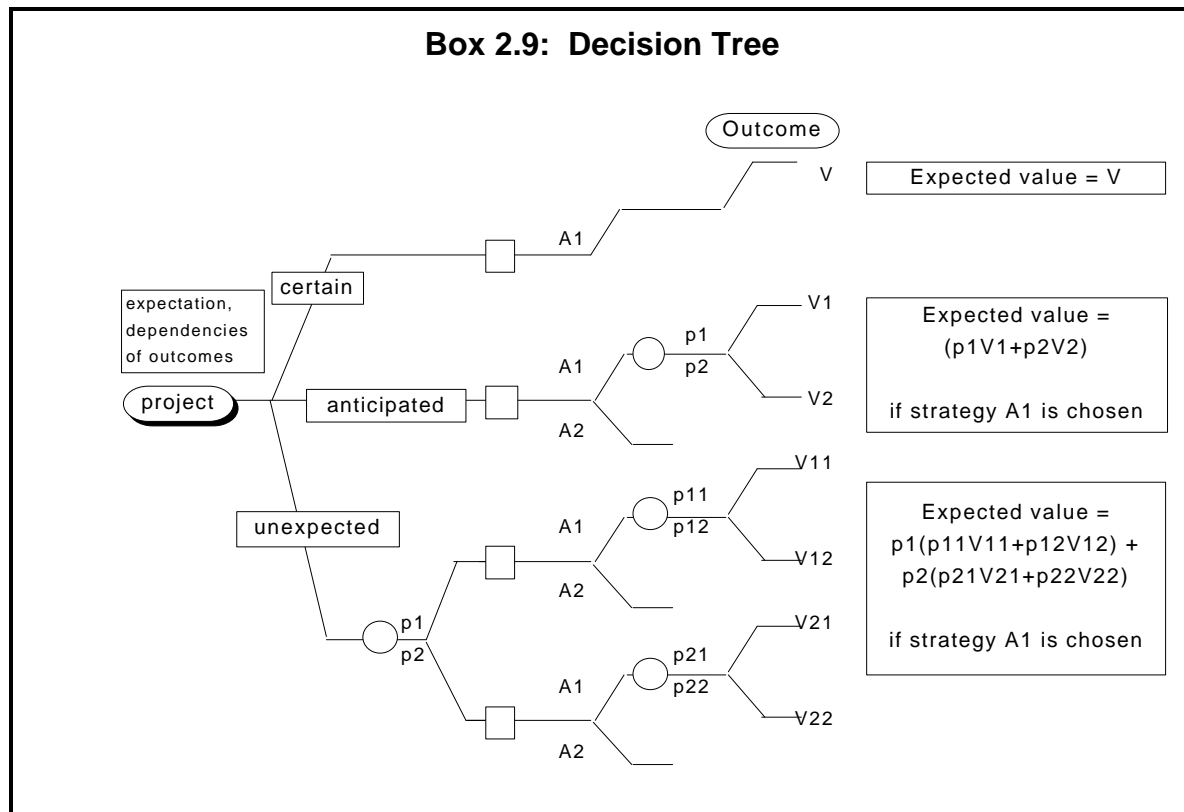 Box 2.9: Decision Tree
Outcome
V
Expected value = V
A1
certain
expectation,
dependencies
of outcomes
project
anticipated
A1
A2
p1
p2
V1
V2
Expected value =
(p1V1+p2V2)
if strategy A1 is chosen
unexpected
p1
p2
A1
A2
p11
p12
V11
V12
A1
A2
p21
p22
V21
V22
Expected value =
p1(p11V11+p12V12) +
p2(p21V21+p22V22)
if strategy A1 is chosen